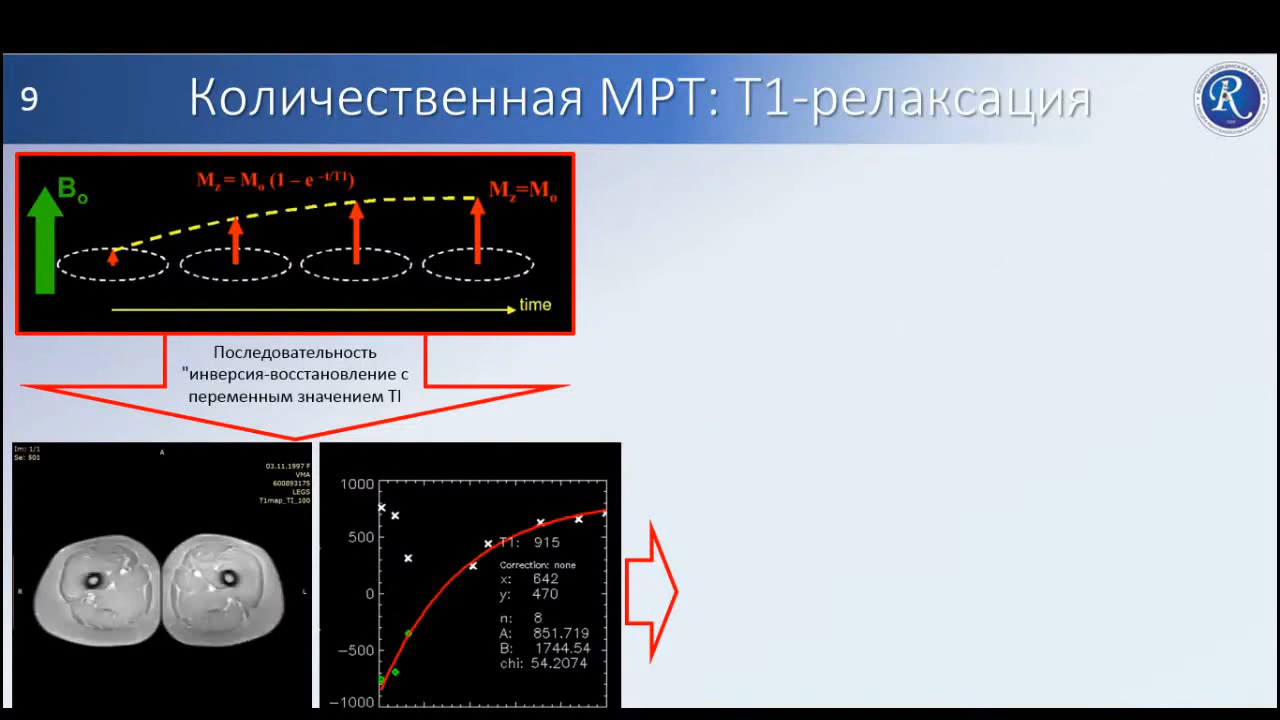 9
Количественная МРТ: Т1-релаксация
Bo
Mz = Mo (1 – e –t/T1)
Mz=Mo
time
Последовательность
"инверсия-восстановление с
переменным значением TI
Im: 1/1
Se: 501
A
03.11.1997 F
VMA
600893175
LEGS
T1map_TI_100
R
L
1000
500
0
−500
−1000
T1: 915
Correction: none
x: 642
y: 470
n: 8
A: 851.719
B: 1744.54
chi: 54.2074